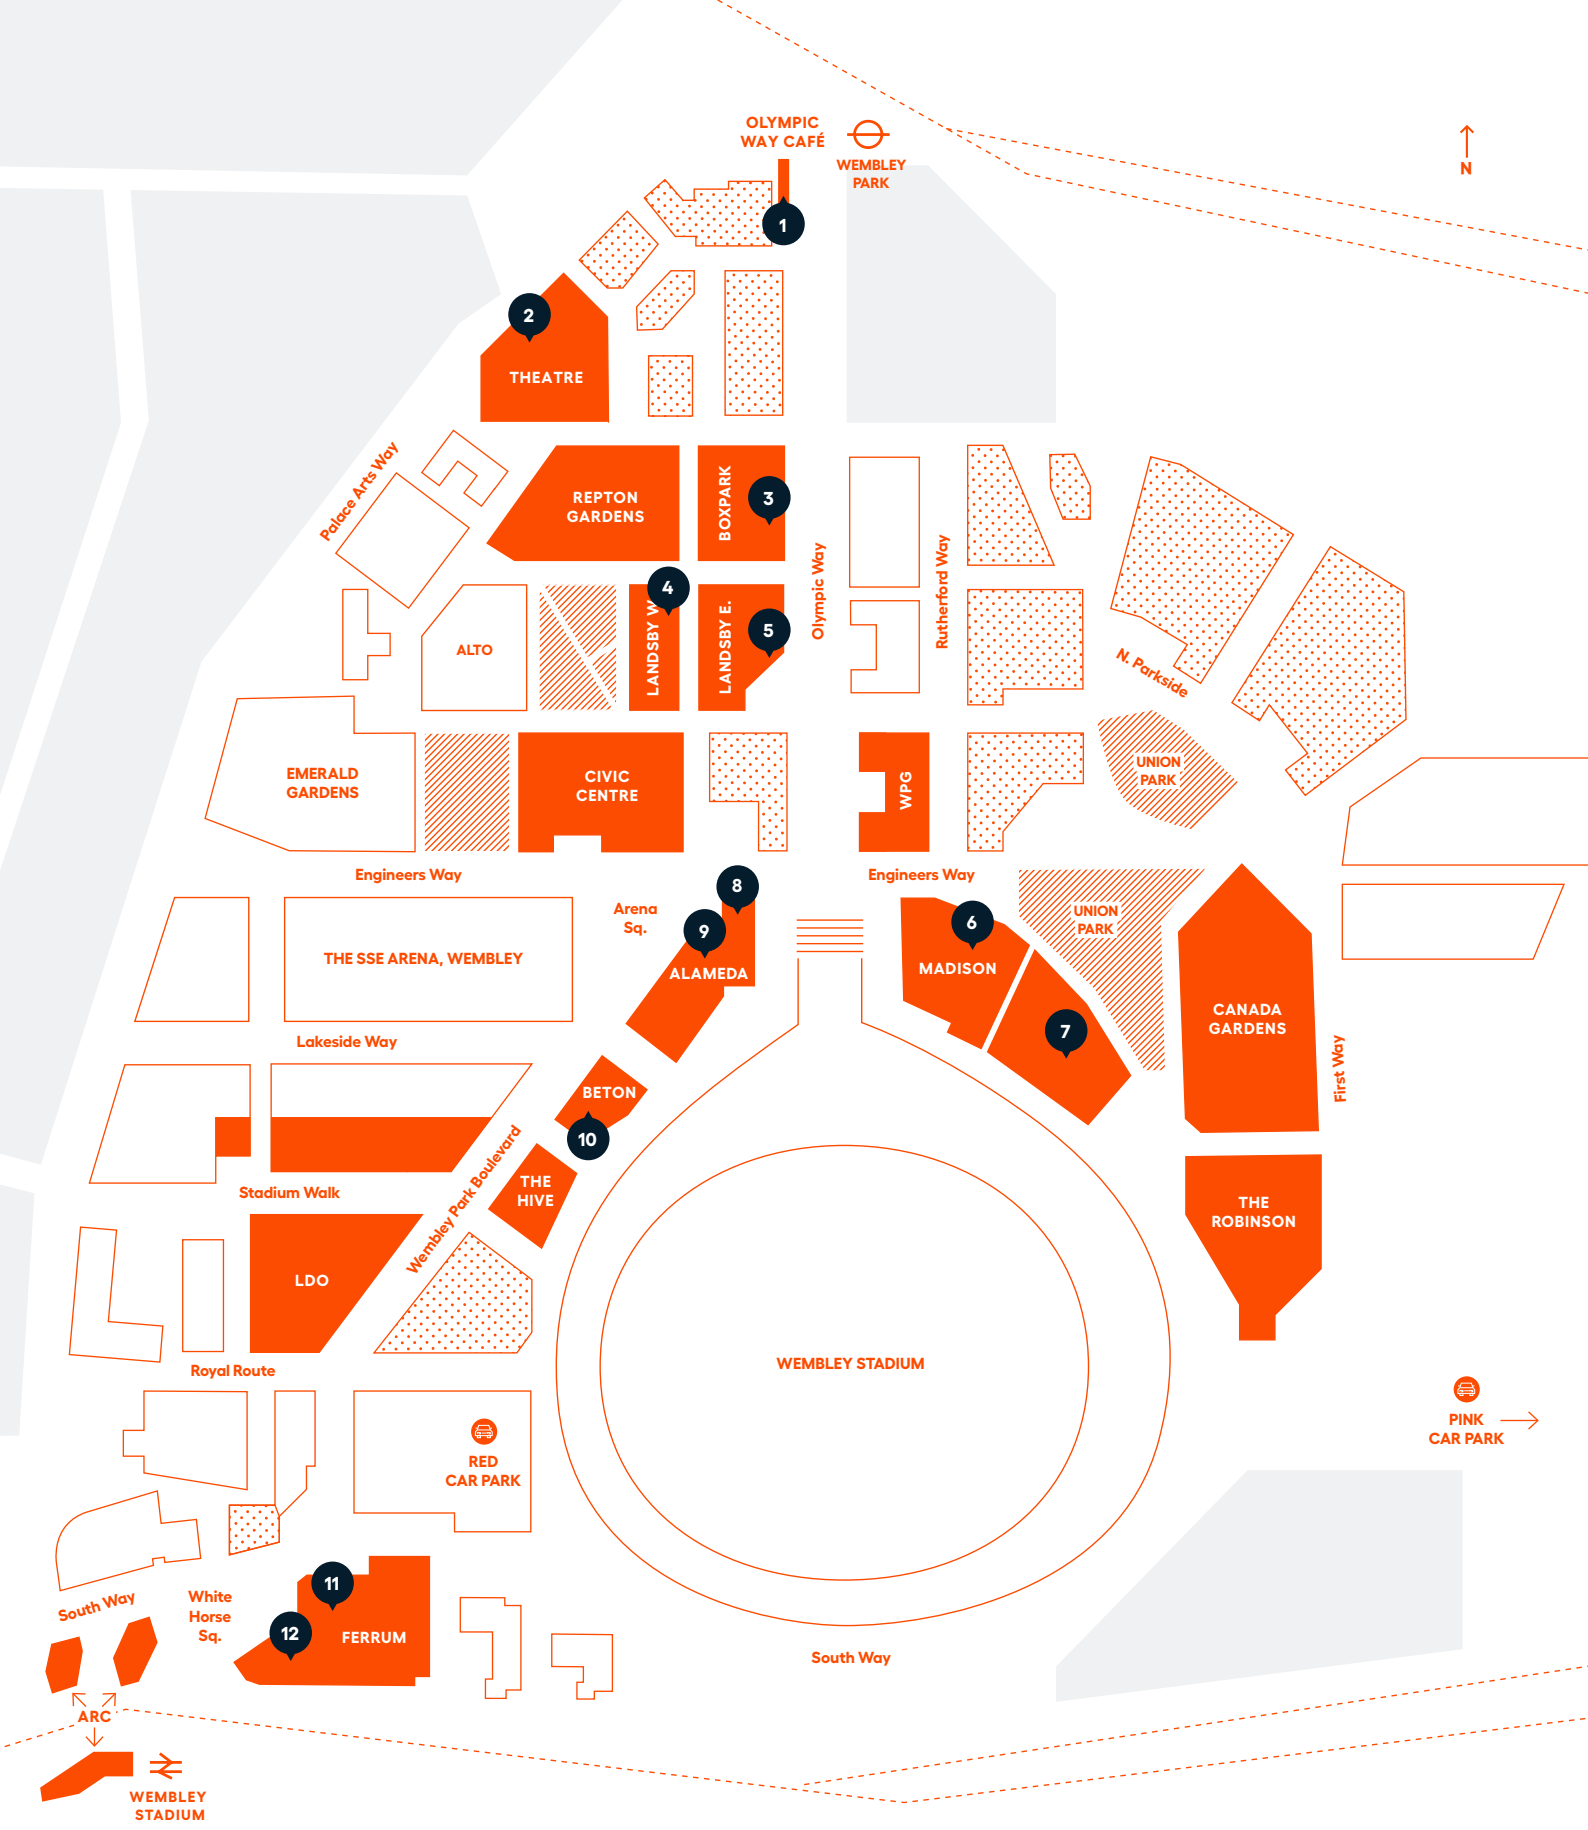 OLYMPIC
WAY CAFÉ
WEMBLEY
PARK
N
1
2
THEATRE
Palace Arts Way
REPTON
GARDENS
BOXPARK
3
Olympic Way
Rutherford Way
4
LANDSBY W.
LANDSBY E.
5
ALTO
N. Parkside
EMERALD
GARDENS
CIVIC
CENTRE
WPG
UNION
PARK
Engineers Way
Engineers Way
8
Arena
Sq.
9
ALAMEDA
6
MADISON
UNION
PARK
THE SSE ARENA, WEMBLEY
7
CANADA
GARDENS
First Way
Lakeside Way
BETON
10
Wembley Park Boulevard
Stadium Walk
THE
HIVE
THE
ROBINSON
LDO
Royal Route
WEMBLEY STADIUM
RED
CAR PARK
PINK
CAR PARK
South Way
White
Horse
Sq.
11
12
FERRUM
South Way
ARC
WEMBLEY
STADIUM